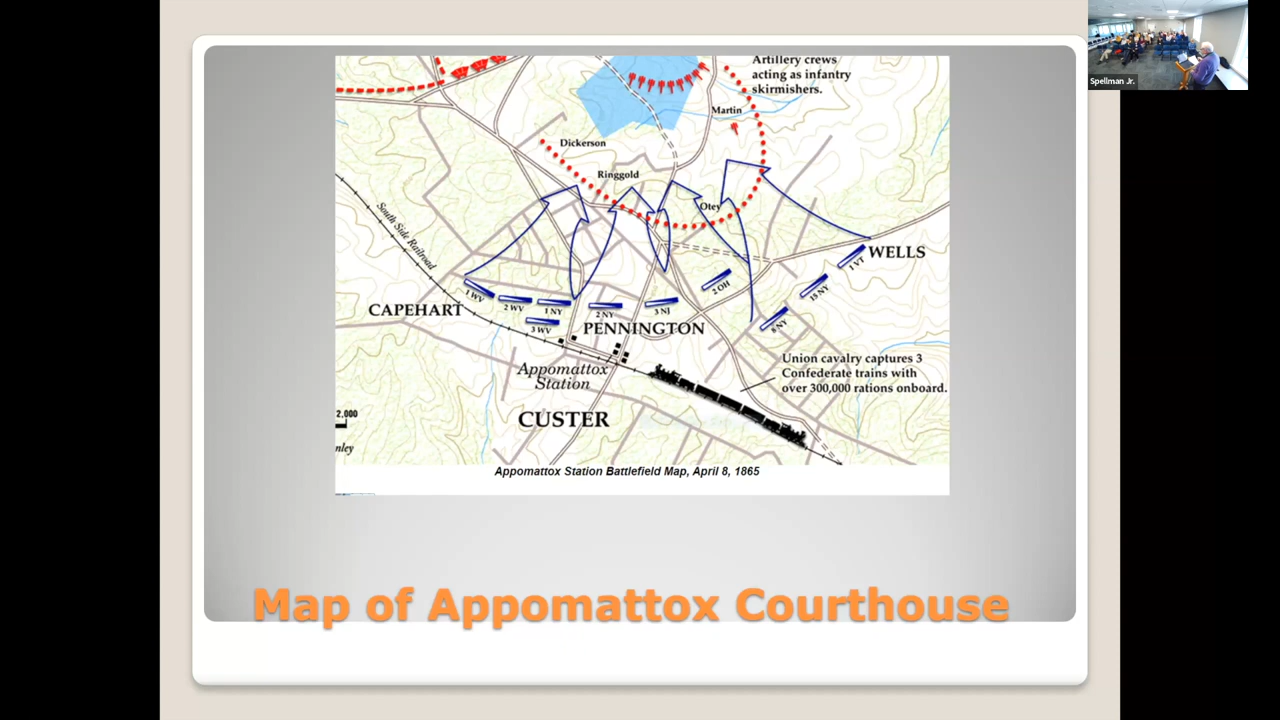 Spellman Jr.
Artillery crews
acting as infantry
skirmishers.
Martin
Dickerson
Ringgold
Otey
South Side Railroad
WELLS
1 VT
15 NY
8 NY
2 OH
3 NJ
2 NY
1 NY
2 WV
1 WV
3 WV
CAPEHART
PENNINGTON
Appomattox
Station
Union cavalry captures 3
Confederate trains with
over 300,000 rations onboard.
CUSTER
2,000
nley
Appomattox Station Battlefield Map, April 8, 1865
Map of Appomattox Courthouse